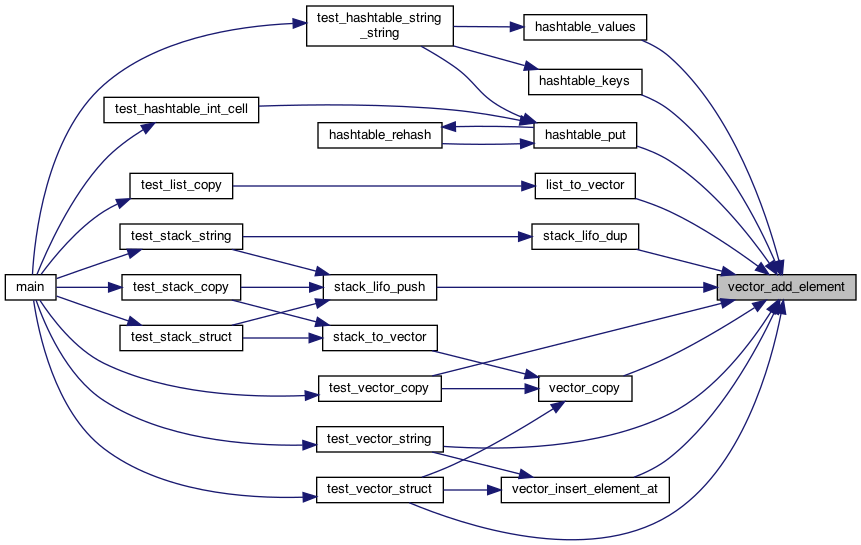 test_hashtable_string
_string
hashtable_values
hashtable_keys
test_hashtable_int_cell
hashtable_rehash
hashtable_put
test_list_copy
list_to_vector
test_stack_string
stack_lifo_dup
main
test_stack_copy
stack_lifo_push
vector_add_element
test_stack_struct
stack_to_vector
test_vector_copy
vector_copy
test_vector_string
test_vector_struct
vector_insert_element_at